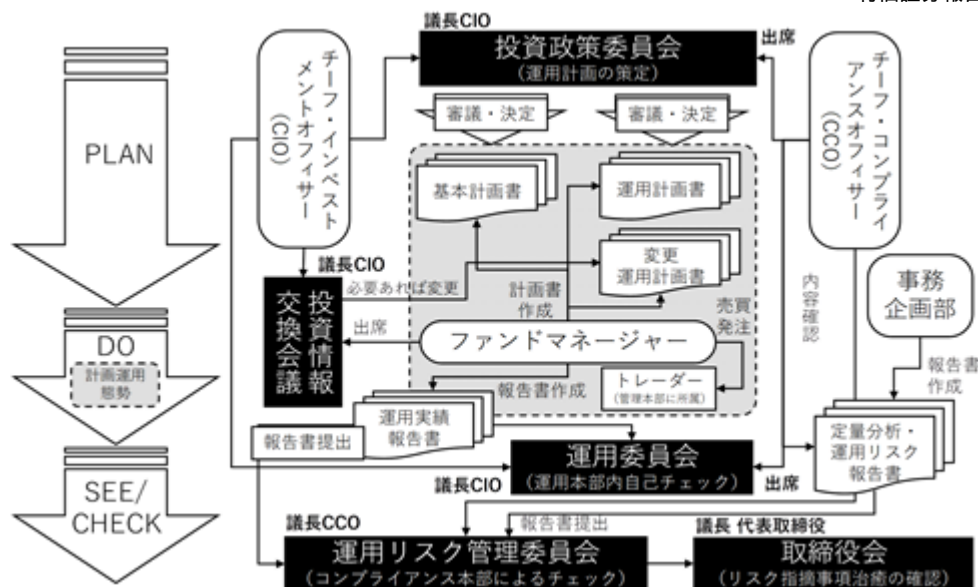 議長CIO
投資政策委員会
(運用計画の策定)
出席
チーフ・インベスト
メントオフィサー
(CIO)
チーフ・コンプライ
アンスオフィサー
(CCO)
PLAN
審議・決定
審議・決定
基本計画書
運用計画書
変更
運用計画書
議長CIO
必要あれば変更
投資情報
交換会議
出席
計画書
作成
売買
発注
内容確認
事務
企画部
DO
計画運用
態勢
ファンドマネージャー
トレーダー
(管理本部に所属)
報告書作成
報告書
作成
運用実績
報告書
報告書提出
定量分析・
運用リスク
報告書
運用委員会
(運用本部内自己チェック)
議長CIO
出席
SEE/
CHECK
議長CCO
報告書提出
議長 代表取締役
運用リスク管理委員会
(コンプライアンス本部によるチェック)
取締役会
(リスク指摘事項治癒の確認)